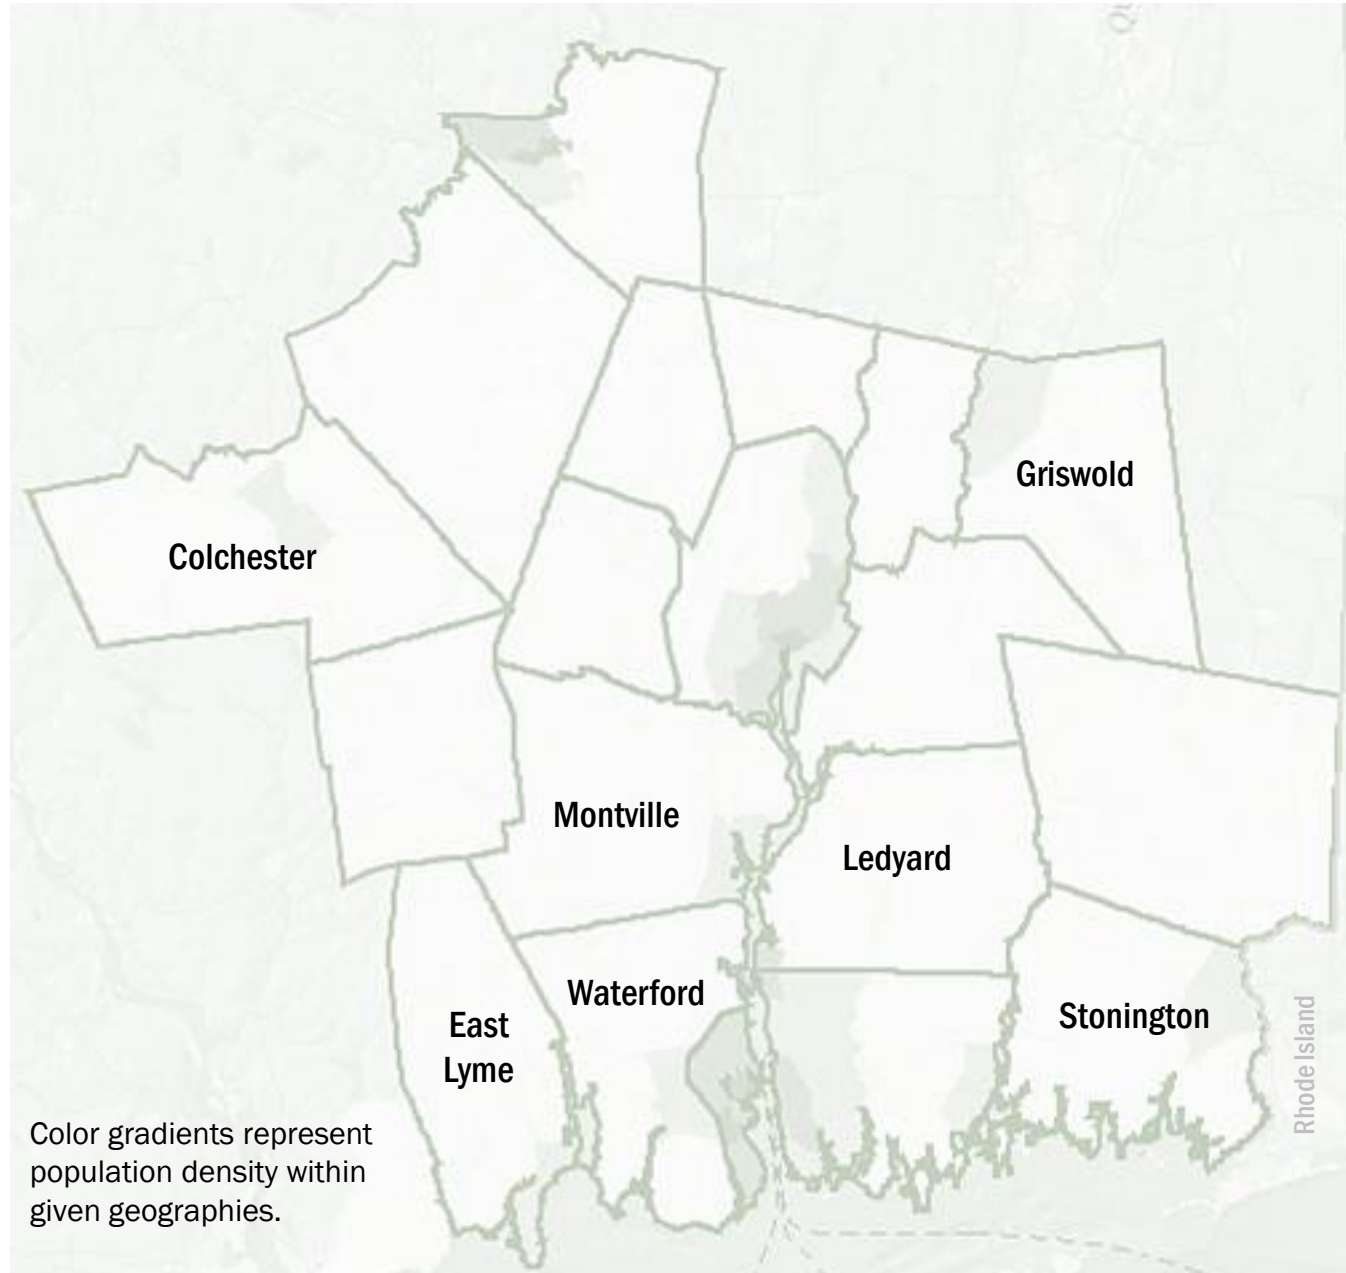 Griswold
Colchester
Montville
Ledyard
Waterford
Stonington
East
Lyme
Rhode Island
Color gradients represent
population density within
given geographies.